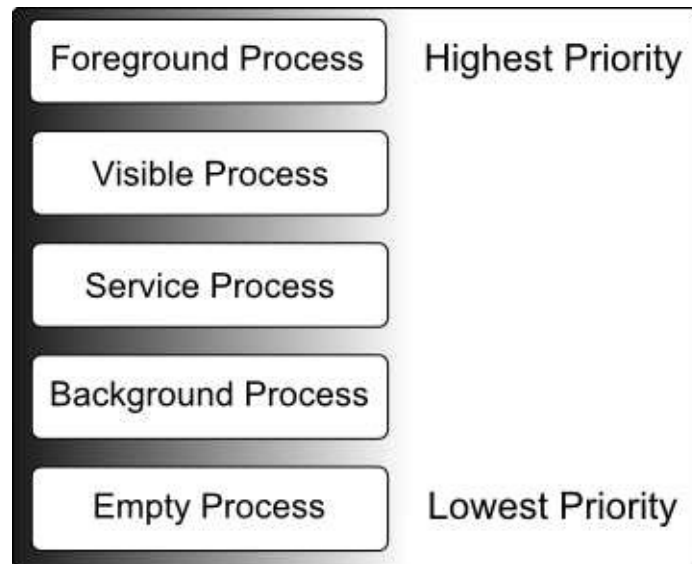 Foreground Process Highest Priority
Visible Process
Service Process
Background Process
Empty Process Lowest Priority